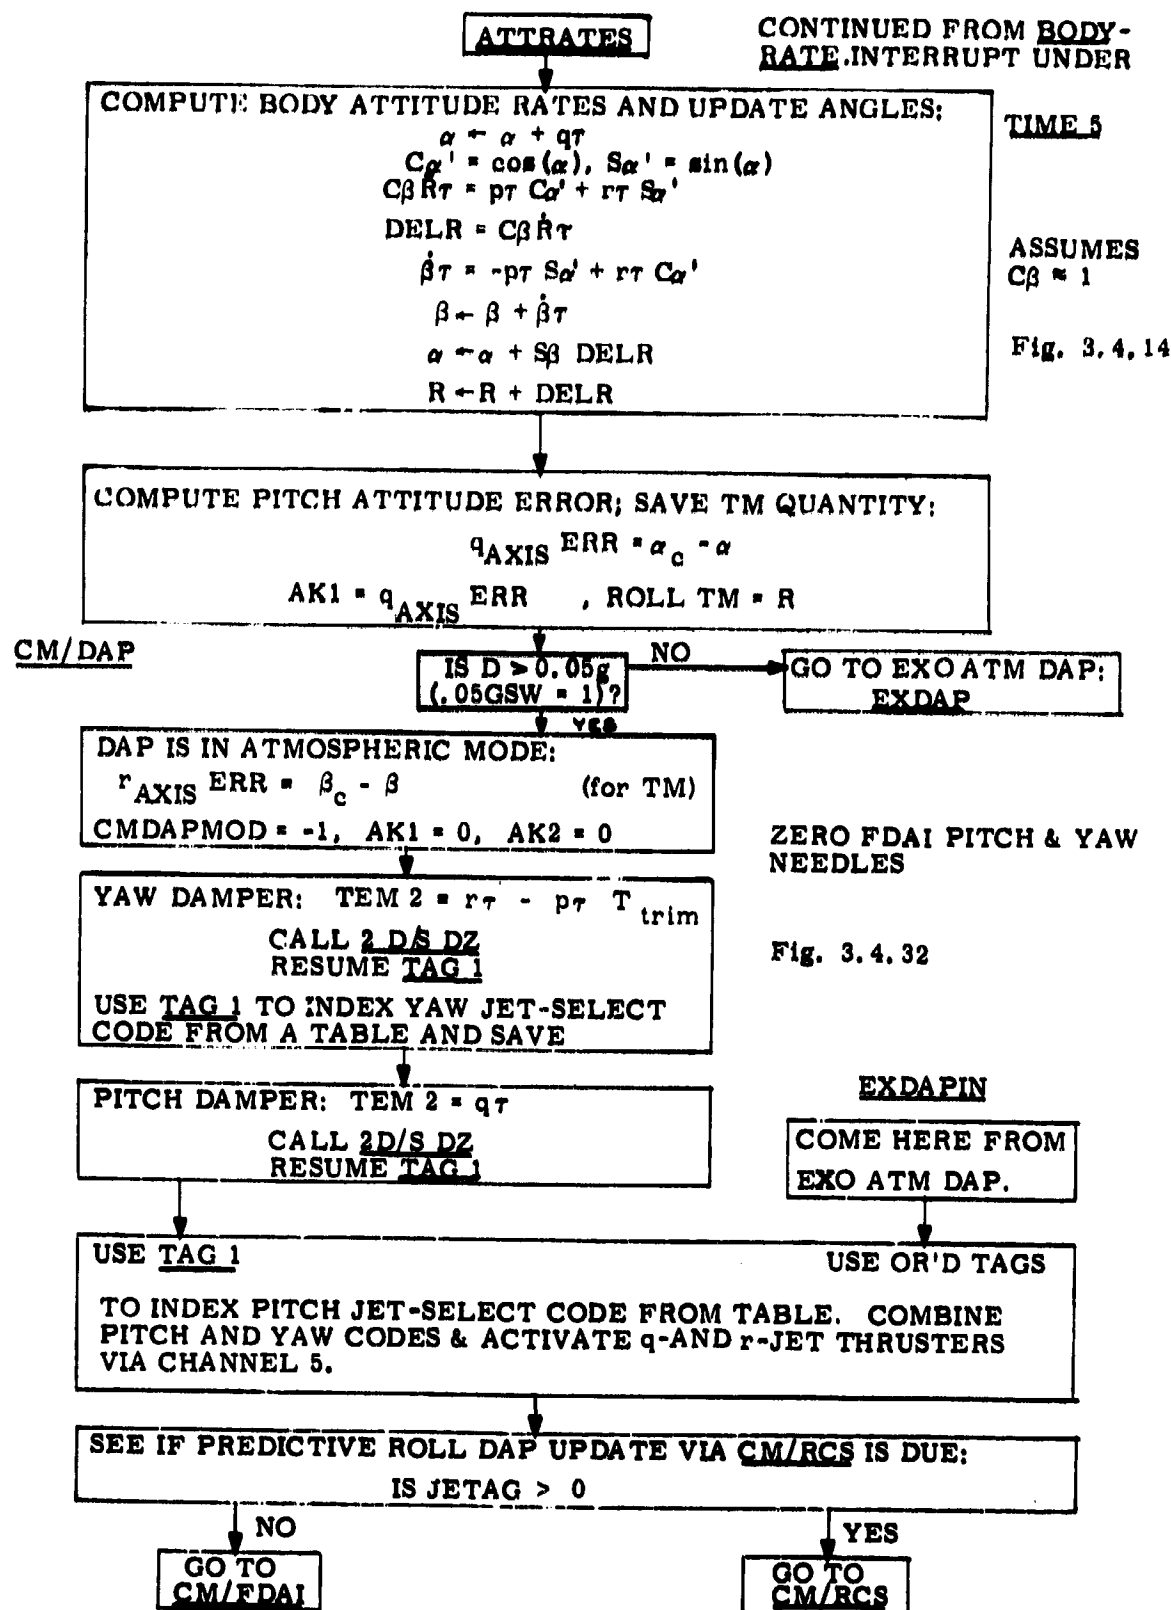 ATTRATES
CONTINUED FROM BODY-
RATE.INTERRUPT UNDER
TIME 5
COMPUTE BODY ATTITUDE RATES AND UPDATE ANGLES:
α ← α + qτ
Cα' = cos(α), Sα' = sin(α)
CβṘτ = pτ Cα' + rτ Sα'
DELR = CβṘτ
β̇τ = -pτ Sα' + rτ Cα'
β ← β + β̇τ
α ← α + Sβ DELR
R ← R + DELR
ASSUMES
Cβ ≈ 1
Fig. 3.4.14
COMPUTE PITCH ATTITUDE ERROR; SAVE TM QUANTITY:
q_AXIS ERR = α_c - α
AK1 = q_AXIS ERR , ROLL TM = R
CM/DAP
IS D > 0.05g
(.05GSW = 1)?
NO
GO TO EXO ATM DAP:
EXDAP
YES
DAP IS IN ATMOSPHERIC MODE:
r_AXIS ERR = β_c - β (for TM)
CMDAPMOD = -1, AK1 = 0, AK2 = 0
ZERO FDAI PITCH & YAW
NEEDLES
YAW DAMPER: TEM 2 = rτ - pτ T_trim
CALL 2 D/S DZ
RESUME TAG 1
USE TAG 1 TO INDEX YAW JET-SELECT
CODE FROM A TABLE AND SAVE
Fig. 3.4.32
PITCH DAMPER: TEM 2 = qτ
CALL 2D/S DZ
RESUME TAG 1
EXDAPIN
COME HERE FROM
EXO ATM DAP.
USE TAG 1 USE OR'D TAGS
TO INDEX PITCH JET-SELECT CODE FROM TABLE. COMBINE
PITCH AND YAW CODES & ACTIVATE q-AND r-JET THRUSTERS
VIA CHANNEL 5.
SEE IF PREDICTIVE ROLL DAP UPDATE VIA CM/RCS IS DUE:
IS JETAG > 0
NO
YES
GO TO
CM/FDAI
GO TO
CM/RCS